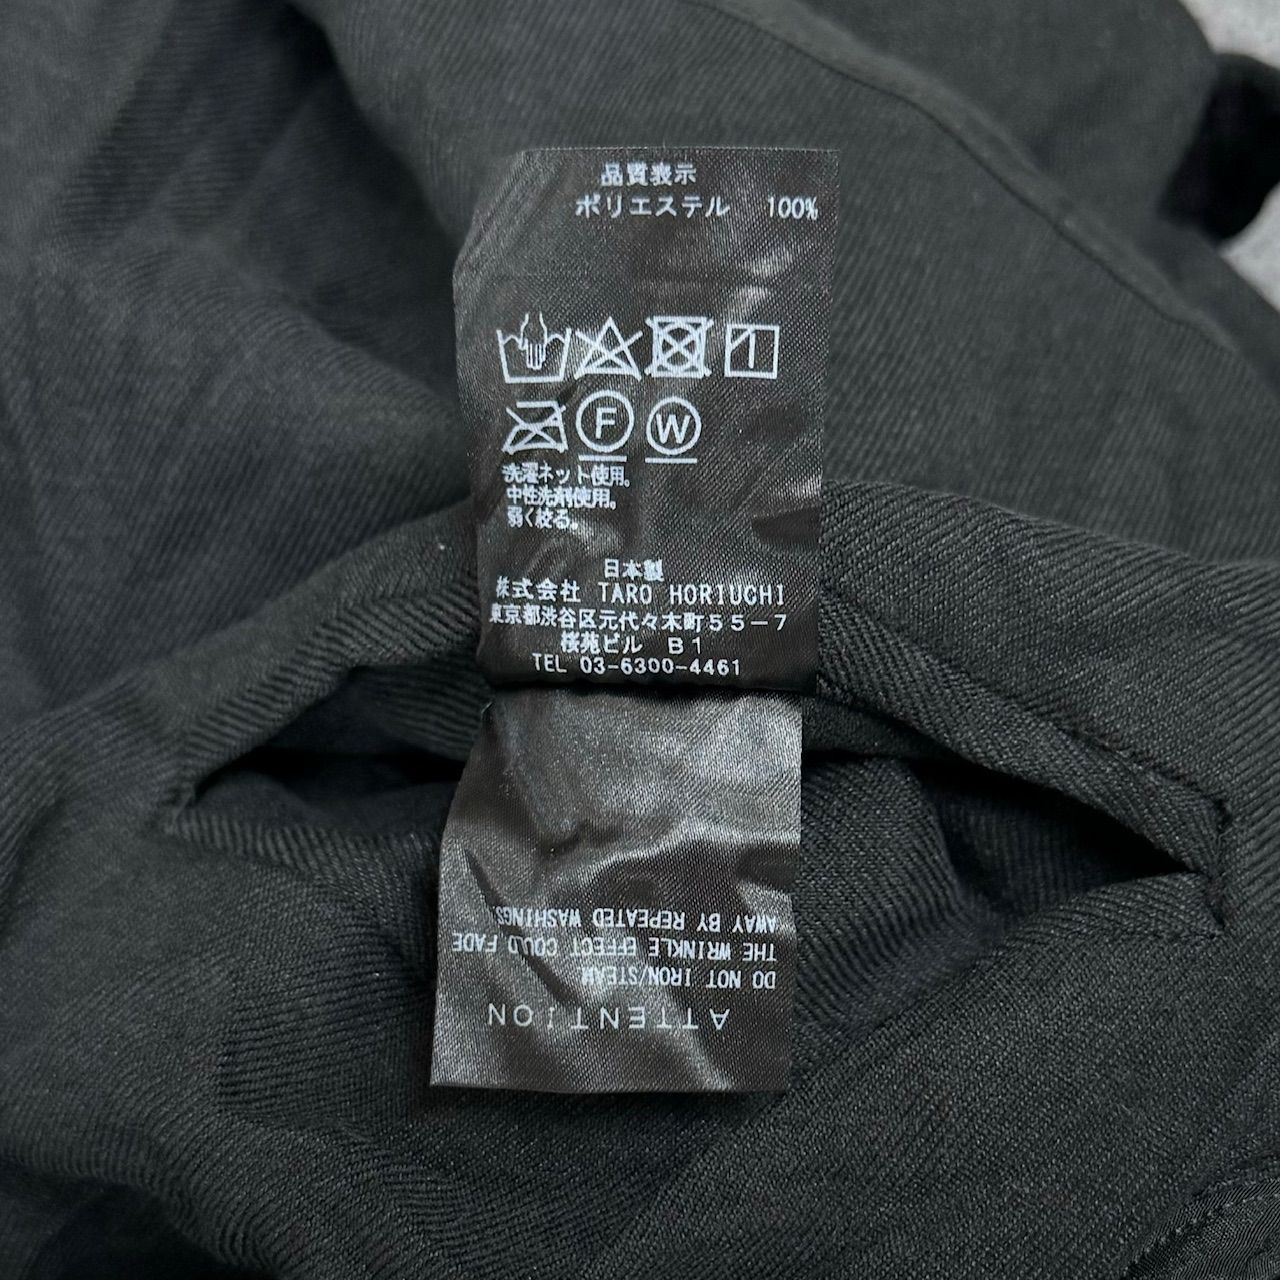 品質表示
ポリエステル 100%
F W
洗濯ネット使用。
中性洗剤使用。
弱く絞る。
日本製
株式会社 TARO HORIUCHI
東京都渋谷区元代々木町55-7
桜苑ビル B1
TEL 03-6300-4461
ATTENTION
DO NOT IRON/STEAM
THE WRINKLE EFFECT COULD FADE
AWAY BY REPEATED WASHINGS